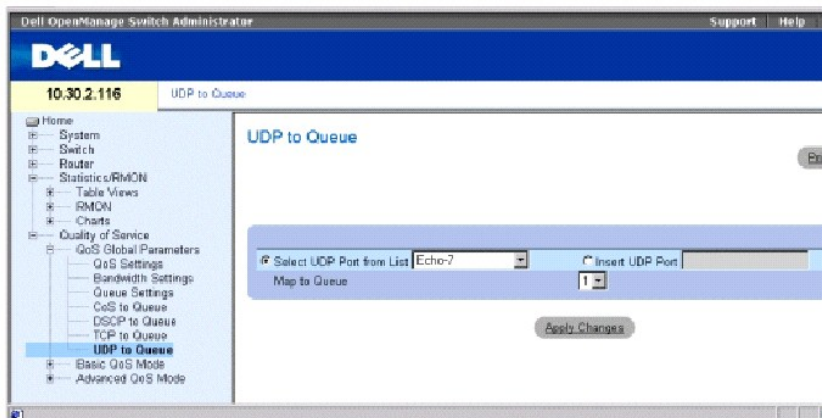 Dell OpenManage Switch Administrator Support Help
DELL
10.30.2.116 UDP to Queue
Home
System
Switch
Router
Statistics/RMON
Table Views
RMON
Charts
Quality of Service
QoS Global Parameters
QoS Settings
Bandwidth Settings
Queue Settings
CoS to Queue
DSCP to Queue
TCP to Queue
UDP to Queue
Basic QoS Mode
Advanced QoS Mode
UDP to Queue
Select UDP Port from List Echo-7 Insert UDP Port
Map to Queue 1
Apply Changes